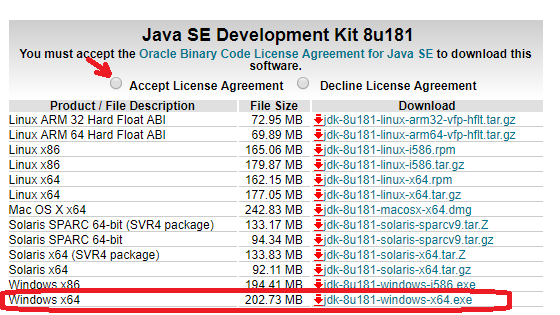 Java SE Development Kit 8u181
You must accept the Oracle Binary Code License Agreement for Java SE to download this
software.
Accept License Agreement Decline License Agreement
Product / File Description File Size Download
Linux ARM 32 Hard Float ABI 72.95 MB jdk-8u181-linux-arm32-vfp-hflt.tar.gz
Linux ARM 64 Hard Float ABI 69.89 MB jdk-8u181-linux-arm64-vfp-hflt.tar.gz
Linux x86 165.06 MB jdk-8u181-linux-i586.rpm
Linux x86 179.87 MB jdk-8u181-linux-i586.tar.gz
Linux x64 162.15 MB jdk-8u181-linux-x64.rpm
Linux x64 177.05 MB jdk-8u181-linux-x64.tar.gz
Mac OS X x64 242.83 MB jdk-8u181-macosx-x64.dmg
Solaris SPARC 64-bit (SVR4 package) 133.17 MB jdk-8u181-solaris-sparcv9.tar.Z
Solaris SPARC 64-bit 94.34 MB jdk-8u181-solaris-sparcv9.tar.gz
Solaris x64 (SVR4 package) 133.83 MB jdk-8u181-solaris-x64.tar.Z
Solaris x64 92.11 MB jdk-8u181-solaris-x64.tar.gz
Windows x86 194.41 MB jdk-8u181-windows-i586.exe
Windows x64 202.73 MB jdk-8u181-windows-x64.exe